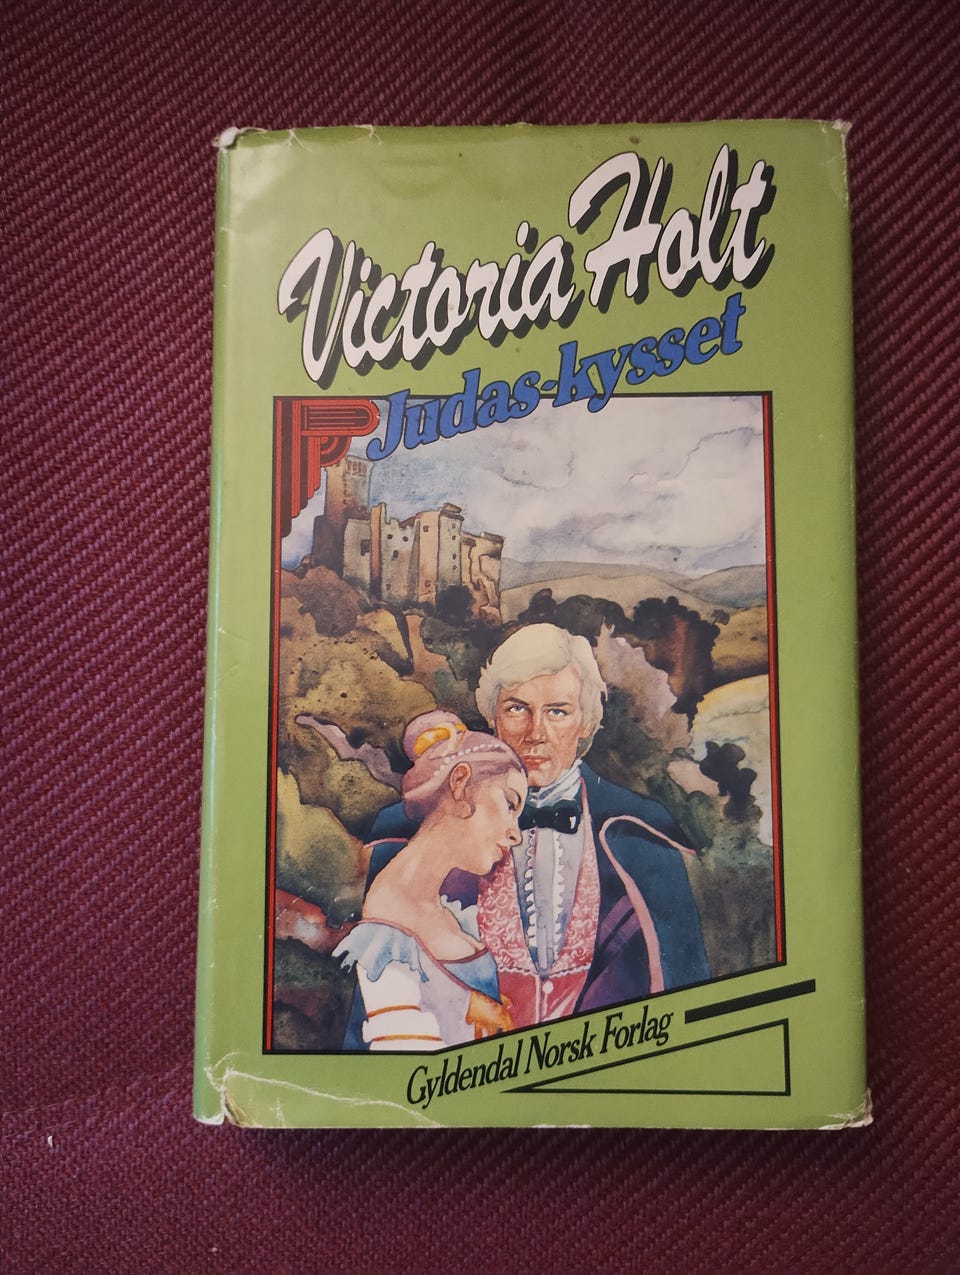 Victoria Holt
Judas-kysset
Gyldendal Norsk Forlag